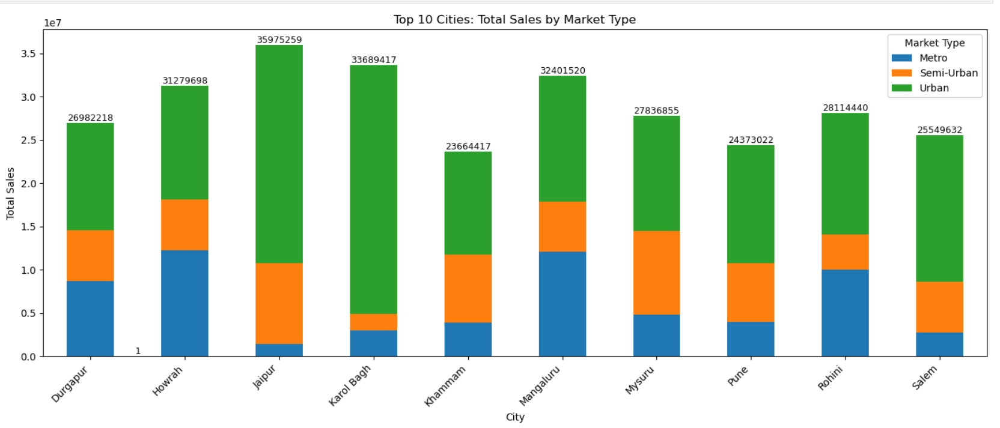 Top 10 Cities: Total Sales by Market Type
1e7
Total Sales
3.5
3.0
2.5
2.0
1.5
1.0
0.5
0.0
26982218
1
31279698
35975259
33689417
23664417
32401520
27836855
24373022
28114440
25549632
Market Type
Metro
Semi-Urban
Urban
Durgapur
Howrah
Jaipur
Karol Bagh
Khammam
Mangaluru
Mysuru
Pune
Rohini
Salem
City